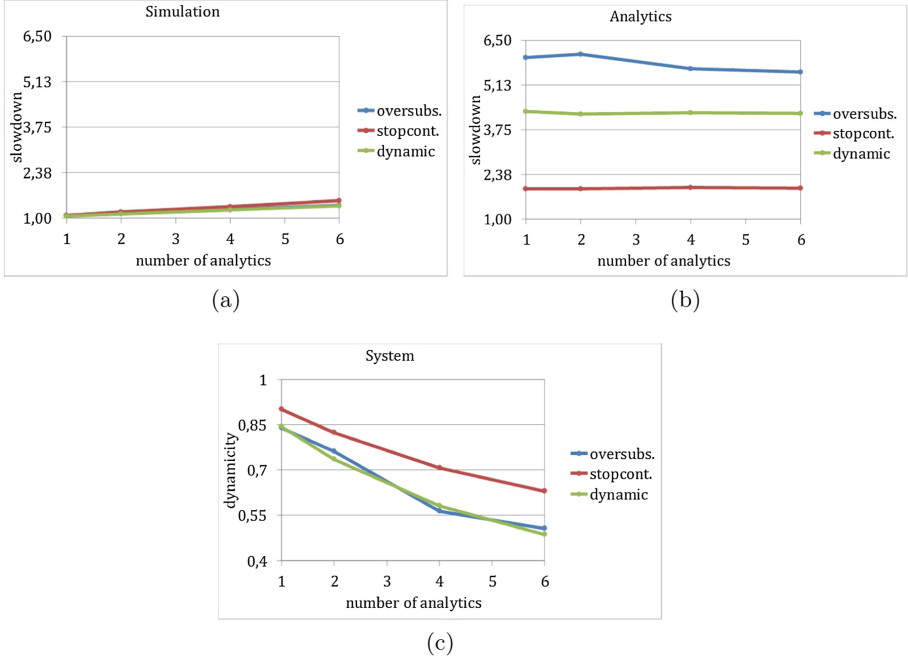 Simulation
6,50
5,13
3,75
2,38
1,00
slowdown
1 2 3 4 5 6
number of analytics
oversubs.
stopcont.
dynamic
(a)
Analytics
6,50
5,13
3,75
2,38
1,00
slowdown
1 2 3 4 5 6
number of analytics
oversubs.
stopcont.
dynamic
(b)
System
1
0,85
0,7
0,55
0,4
dynamicity
1 2 3 4 5 6
number of analytics
oversubs.
stopcont.
dynamic
(c)